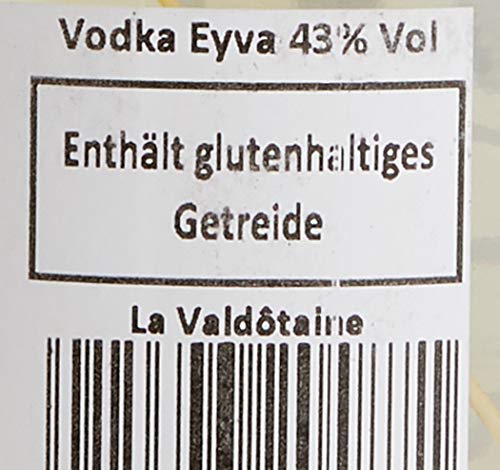 Vodka Eyva 43% Vol
Enthält glutenhaltiges
Getreide
La Valdôtaine